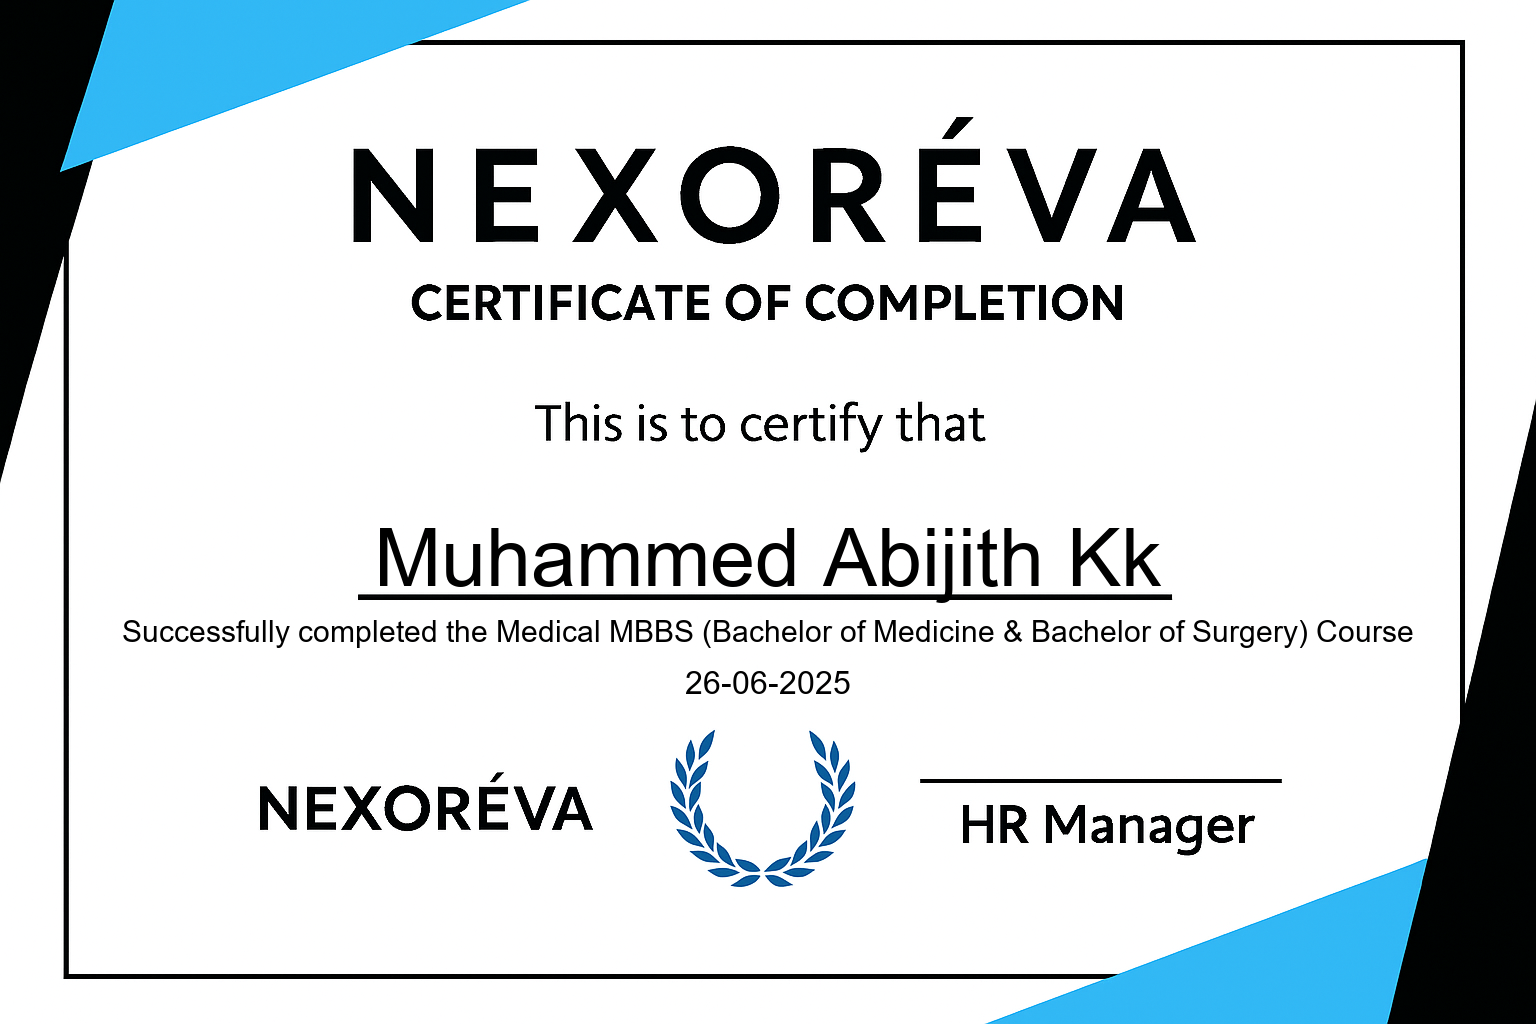 NEXORÉVA
CERTIFICATE OF COMPLETION
This is to certify that
Muhammed Abijith Kk
Successfully completed the Medical MBBS (Bachelor of Medicine & Bachelor of Surgery) Course
26-06-2025
NEXORÉVA
HR Manager